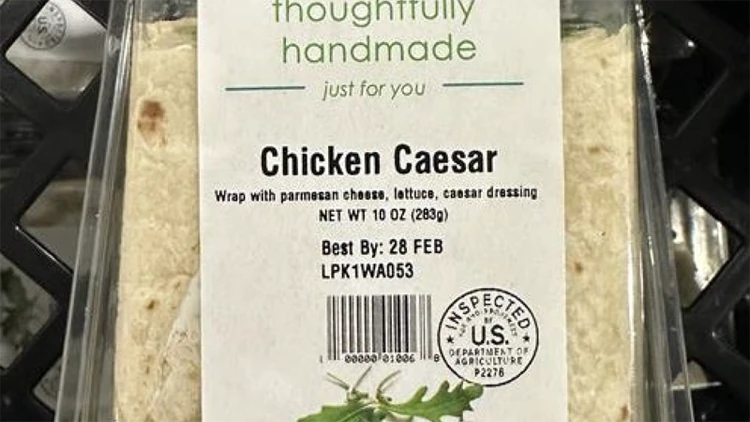 thoughtfully
handmade
just for you
Chicken Caesar
Wrap with parmesan cheese, lettuce, caesar dressing
NET WT 10 OZ (283g)
Best By: 28 FEB
LPK1WA053
00000 01006 8
INSPECTED
U.S.
DEPARTMENT OF
AGRICULTURE
P2276